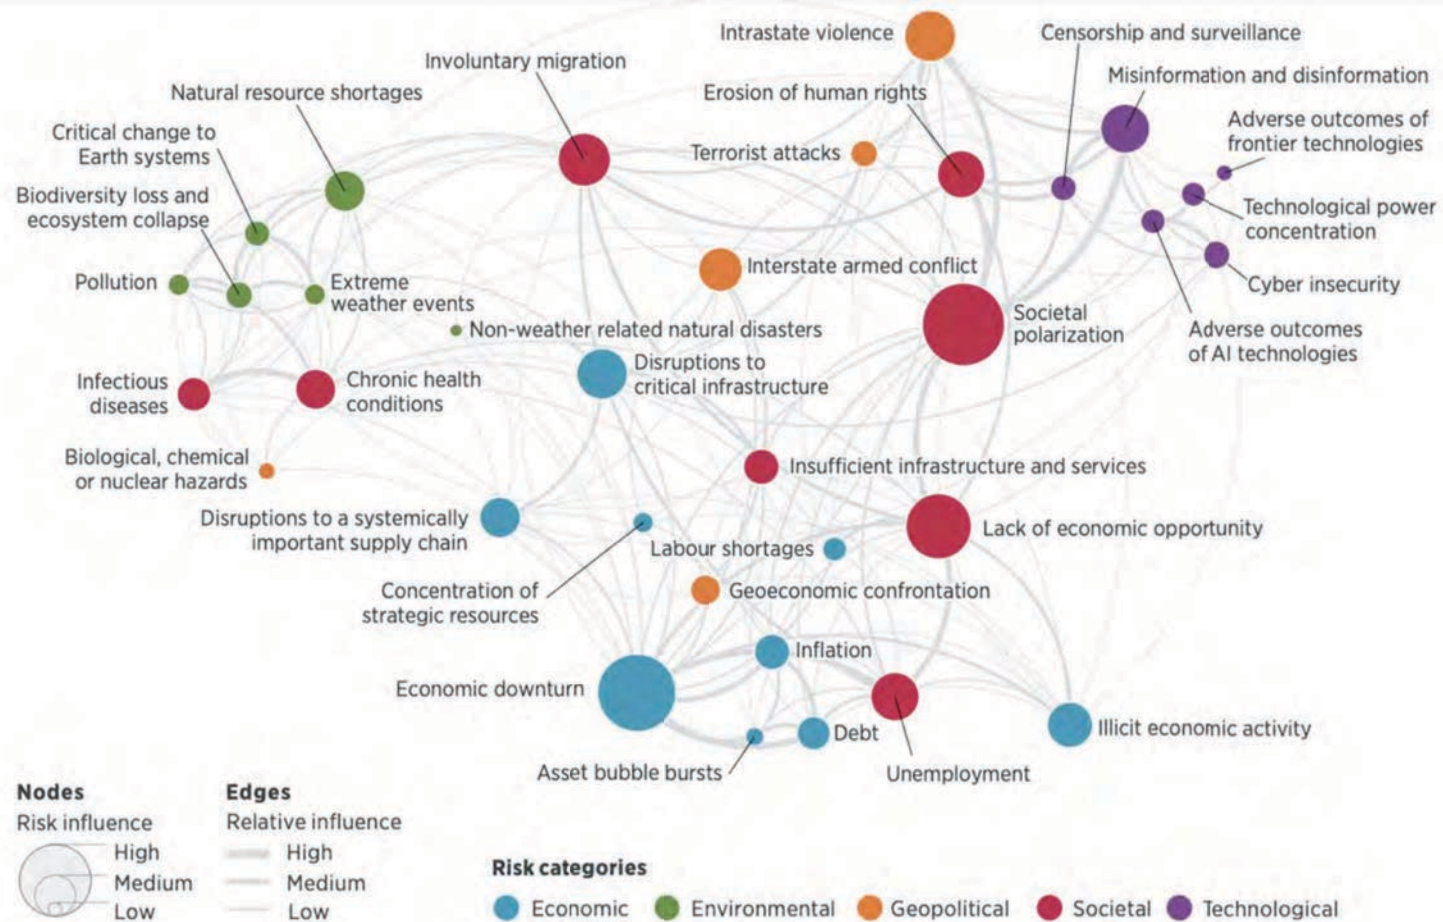 Intrastate violence
Censorship and surveillance
Involuntary migration
Misinformation and disinformation
Natural resource shortages
Erosion of human rights
Adverse outcomes of
frontier technologies
Critical change to
Earth systems
Terrorist attacks
Biodiversity loss and
ecosystem collapse
Technological power
concentration
Pollution
Extreme
weather events
Interstate armed conflict
Cyber insecurity
Non-weather related natural disasters
Societal
polarization
Adverse outcomes
of AI technologies
Disruptions to
critical infrastructure
Infectious
diseases
Chronic health
conditions
Biological, chemical
or nuclear hazards
Insufficient infrastructure and services
Disruptions to a systemically
important supply chain
Lack of economic opportunity
Labour shortages
Concentration of
strategic resources
Geoeconomic confrontation
Inflation
Economic downturn
Debt
Illicit economic activity
Asset bubble bursts
Unemployment
Nodes
Risk influence
High
Medium
Low
Edges
Relative influence
High
Medium
Low
Risk categories
Economic
Environmental
Geopolitical
Societal
Technological